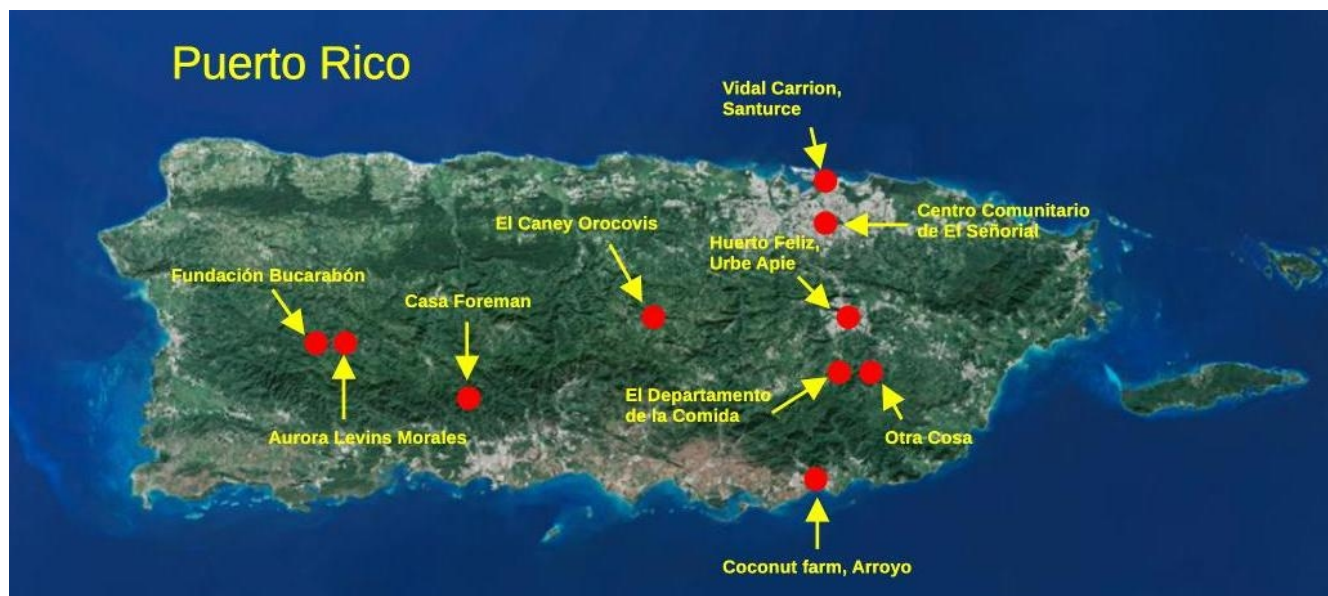 Puerto Rico
Vidal Carrion,
Santurce
Centro Comunitario
de El Señorial
El Caney Orocovis
Huerto Feliz,
Urbe Apie
Fundación Bucarabón
Casa Foreman
El Departamento
de la Comida
Aurora Levins Morales
Otra Cosa
Coconut farm, Arroyo